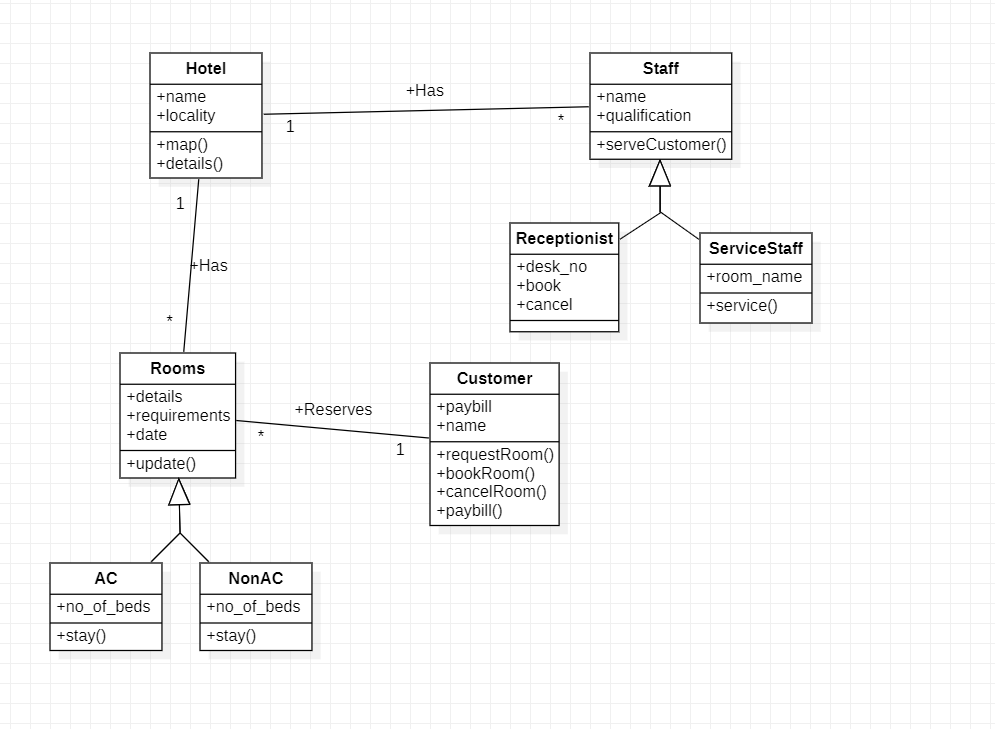 Hotel
+name
+locality
+map()
+details()
+Has
1
*
Staff
+name
+qualification
+serveCustomer()
1
+Has
*
Receptionist
+desk_no
+book
+cancel
ServiceStaff
+room_name
+service()
Rooms
+details
+requirements
+date
+update()
+Reserves
*
1
Customer
+paybill
+name
+requestRoom()
+bookRoom()
+cancelRoom()
+paybill()
AC
+no_of_beds
+stay()
NonAC
+no_of_beds
+stay()